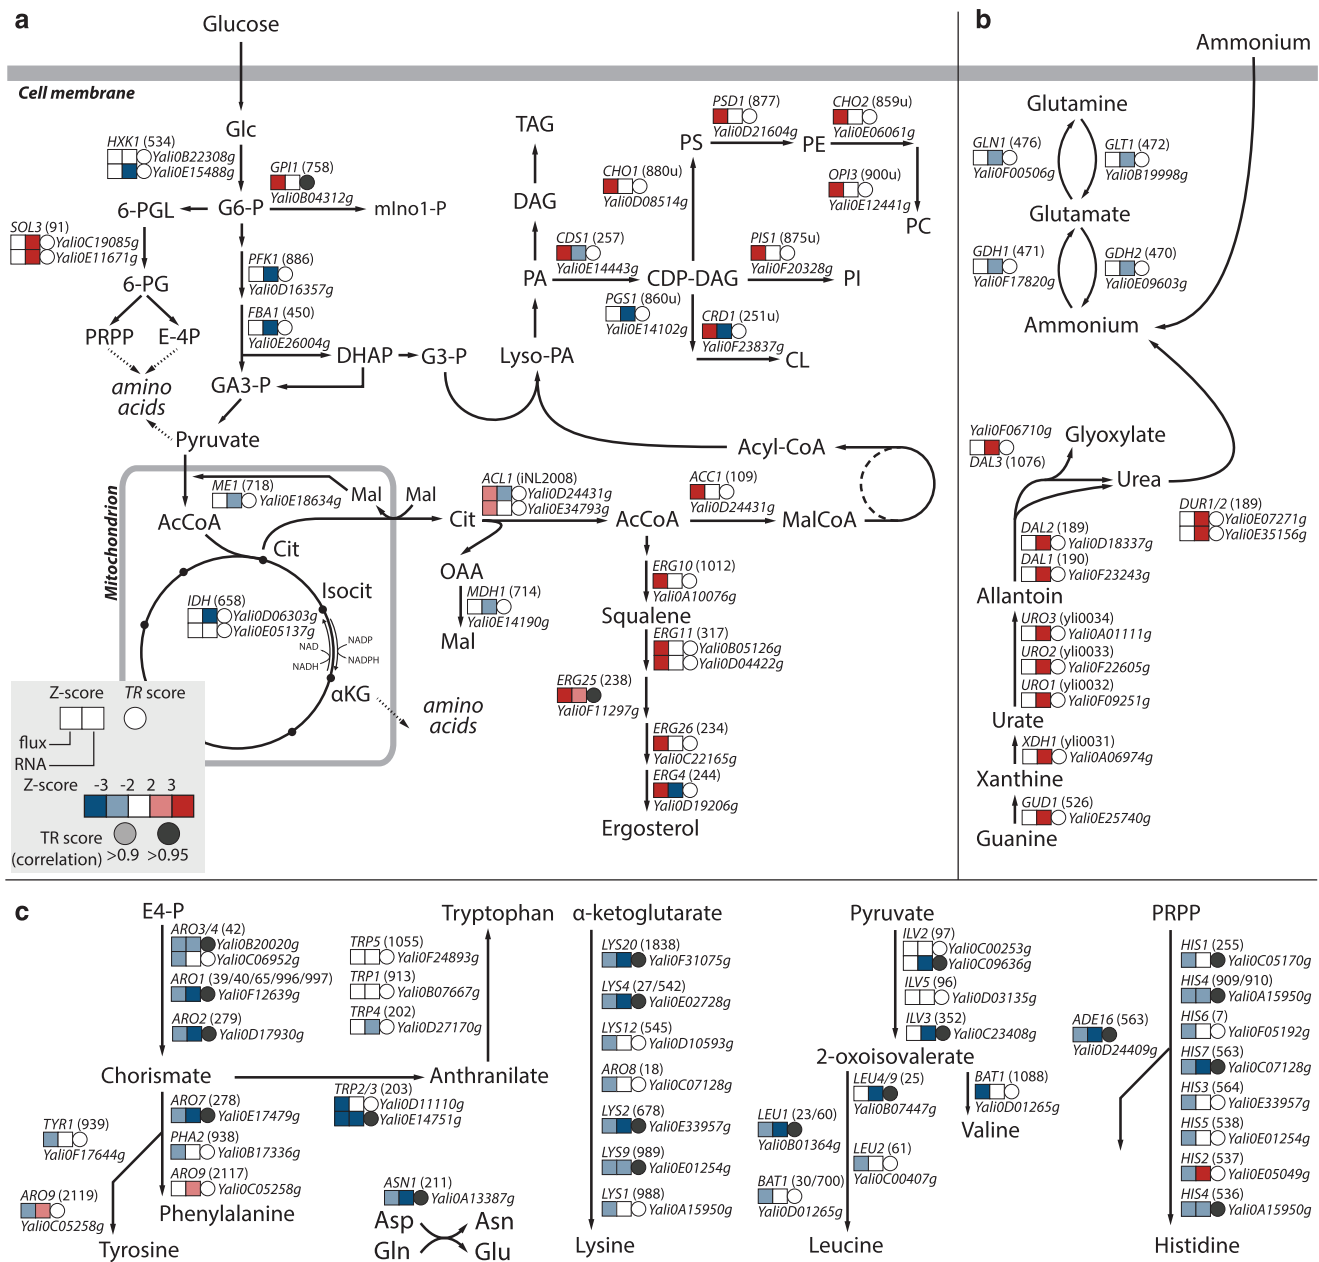 a
Glucose
Cell membrane
Glc
HXK1 (534)
Yali0B22308g
Yali0E15488g
GPI1 (758)
Yali0B04312g
6-PGL
G6-P
mIno1-P
SOL3 (91)
Yali0C19085g
Yali0E11671g
6-PG
PFK1 (886)
Yali0D16357g
PRPP
E-4P
FBA1 (450)
Yali0E26004g
amino
acids
DHAP
G3-P
GA3-P
Pyruvate
TAG
DAG
PA
Lyso-PA
CDS1 (257)
Yali0E14443g
CDP-DAG
CHO1 (880u)
Yali0D08514g
PS
PSD1 (877)
Yali0D21604g
PE
CHO2 (859u)
Yali0E06061g
OPI3 (900u)
Yali0E12441g
PC
PIS1 (875u)
Yali0F20328g
PI
PGS1 (860u)
Yali0E14102g
CRD1 (251u)
Yali0F23837g
CL
Acyl-CoA
Mitochondrion
ME1 (718)
Yali0E18634g
Mal
Mal
AcCoA
Cit
Cit
ACL1 (iNL2008)
Yali0D24431g
Yali0E34793g
AcCoA
ACC1 (109)
Yali0D24431g
MalCoA
Isocit
IDH (658)
Yali0D06303g
Yali0E05137g
NAD
NADH
NADP
NADPH
αKG
amino
acids
OAA
MDH1 (714)
Yali0E14190g
Mal
ERG10 (1012)
Yali0A10076g
Squalene
ERG11 (317)
Yali0B05126g
Yali0D04422g
ERG25 (238)
Yali0F11297g
ERG26 (234)
Yali0C22165g
ERG4 (244)
Yali0D19206g
Ergosterol
Z-score
TR score
flux
RNA
Z-score
-3 -2 2 3
TR score
(correlation)
>0.9 >0.95
b
Ammonium
Glutamine
GLN1 (476)
Yali0F00506g
GLT1 (472)
Yali0B19998g
Glutamate
GDH1 (471)
Yali0F17820g
GDH2 (470)
Yali0E09603g
Ammonium
Yali0F06710g
DAL3 (1076)
Glyoxylate
Urea
DUR1/2 (189)
Yali0E07271g
Yali0E35156g
DAL2 (189)
Yali0D18337g
DAL1 (190)
Yali0F23243g
Allantoin
URO3 (yli0034)
Yali0A01111g
URO2 (yli0033)
Yali0F22605g
URO1 (yli0032)
Yali0F09251g
Urate
XDH1 (yli0031)
Yali0A06974g
Xanthine
GUD1 (526)
Yali0E25740g
Guanine
c
E4-P
ARO3/4 (42)
Yali0B20020g
Yali0C06952g
ARO1 (39/40/65/996/997)
Yali0F12639g
ARO2 (279)
Yali0D17930g
Chorismate
ARO7 (278)
Yali0E17479g
TYR1 (939)
Yali0F17644g
PHA2 (938)
Yali0B17336g
ARO9 (2117)
Yali0C05258g
Phenylalanine
ARO9 (2119)
Yali0C05258g
Tyrosine
Tryptophan
TRP5 (1055)
Yali0F24893g
TRP1 (913)
Yali0B07667g
TRP4 (202)
Yali0D27170g
Anthranilate
TRP2/3 (203)
Yali0D11110g
Yali0E14751g
ASN1 (211)
Yali0A13387g
Asp
Asn
Gln
Glu
α-ketoglutarate
LYS20 (1838)
Yali0F31075g
LYS4 (27/542)
Yali0E02728g
LYS12 (545)
Yali0D10593g
ARO8 (18)
Yali0C07128g
LYS2 (678)
Yali0E33957g
LYS9 (989)
Yali0E01254g
LYS1 (988)
Yali0A15950g
Lysine
Pyruvate
ILV2 (97)
Yali0C00253g
Yali0C09636g
ILV5 (96)
Yali0D03135g
ILV3 (352)
Yali0C23408g
2-oxoisovalerate
LEU4/9 (25)
Yali0B07447g
BAT1 (1088)
Yali0D01265g
Valine
LEU1 (23/60)
Yali0B01364g
LEU2 (61)
Yali0C00407g
BAT1 (30/700)
Yali0D01265g
Leucine
PRPP
HIS1 (255)
Yali0C05170g
HIS4 (909/910)
Yali0A15950g
HIS6 (7)
Yali0F05192g
ADE16 (563)
Yali0D24409g
HIS7 (563)
Yali0C07128g
HIS3 (564)
Yali0E33957g
HIS5 (538)
Yali0E01254g
HIS2 (537)
Yali0E05049g
HIS4 (536)
Yali0A15950g
Histidine